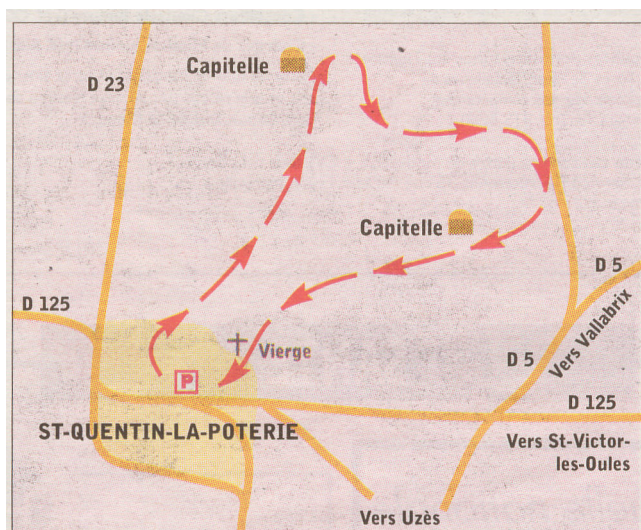 Capitelle
D 23
Capitelle
D 5
D 125
Vierge
Vers Vallabrix
D 5
P
D 125
ST-QUENTIN-LA-POTERIE
Vers St-Victor-
les-Oules
Vers Uzès